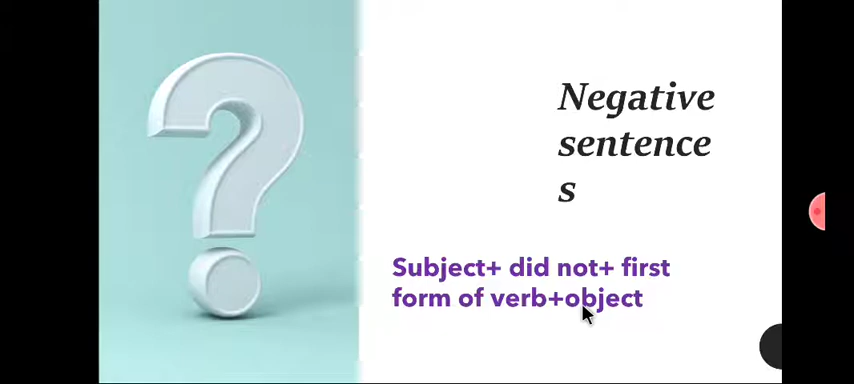 Negative
sentence
s
Subject+ did not+ first
form of verb+object